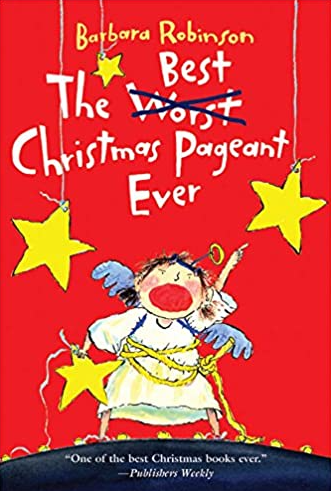 Barbara Robinson
Best
The Worst
Christmas Pageant
Ever
“One of the best Christmas books ever.”
—Publishers Weekly